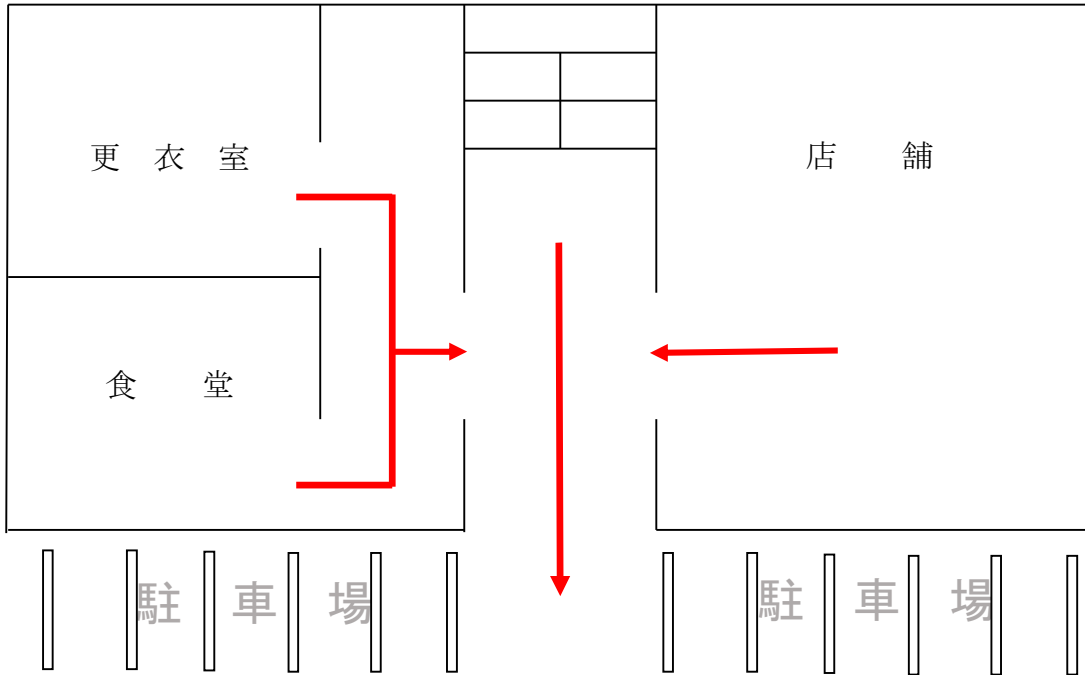 更 衣 室
店 舗
食 堂
駐 車 場
駐 車 場